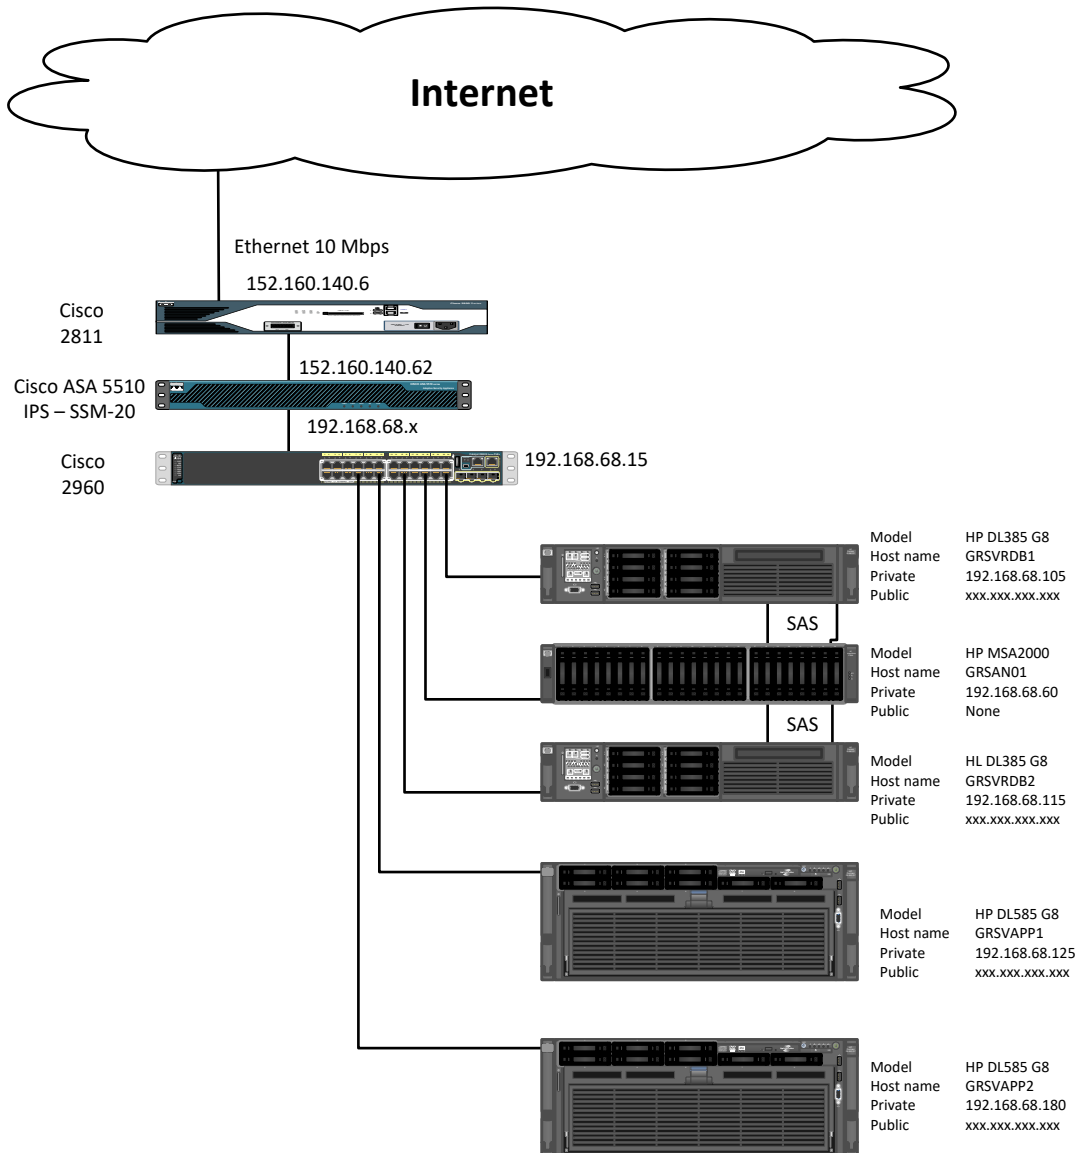 Internet
Ethernet 10 Mbps
152.160.140.6
Cisco
2811
152.160.140.62
Cisco ASA 5510
IPS – SSM-20
192.168.68.x
Cisco
2960
192.168.68.15
Model HP DL385 G8
Host name GRSVRDB1
Private 192.168.68.105
Public xxx.xxx.xxx.xxx
SAS
Model HP MSA2000
Host name GRSAN01
Private 192.168.68.60
Public None
SAS
Model HL DL385 G8
Host name GRSVRDB2
Private 192.168.68.115
Public xxx.xxx.xxx.xxx
Model HP DL585 G8
Host name GRSVAPP1
Private 192.168.68.125
Public xxx.xxx.xxx.xxx
Model HP DL585 G8
Host name GRSVAPP2
Private 192.168.68.180
Public xxx.xxx.xxx.xxx